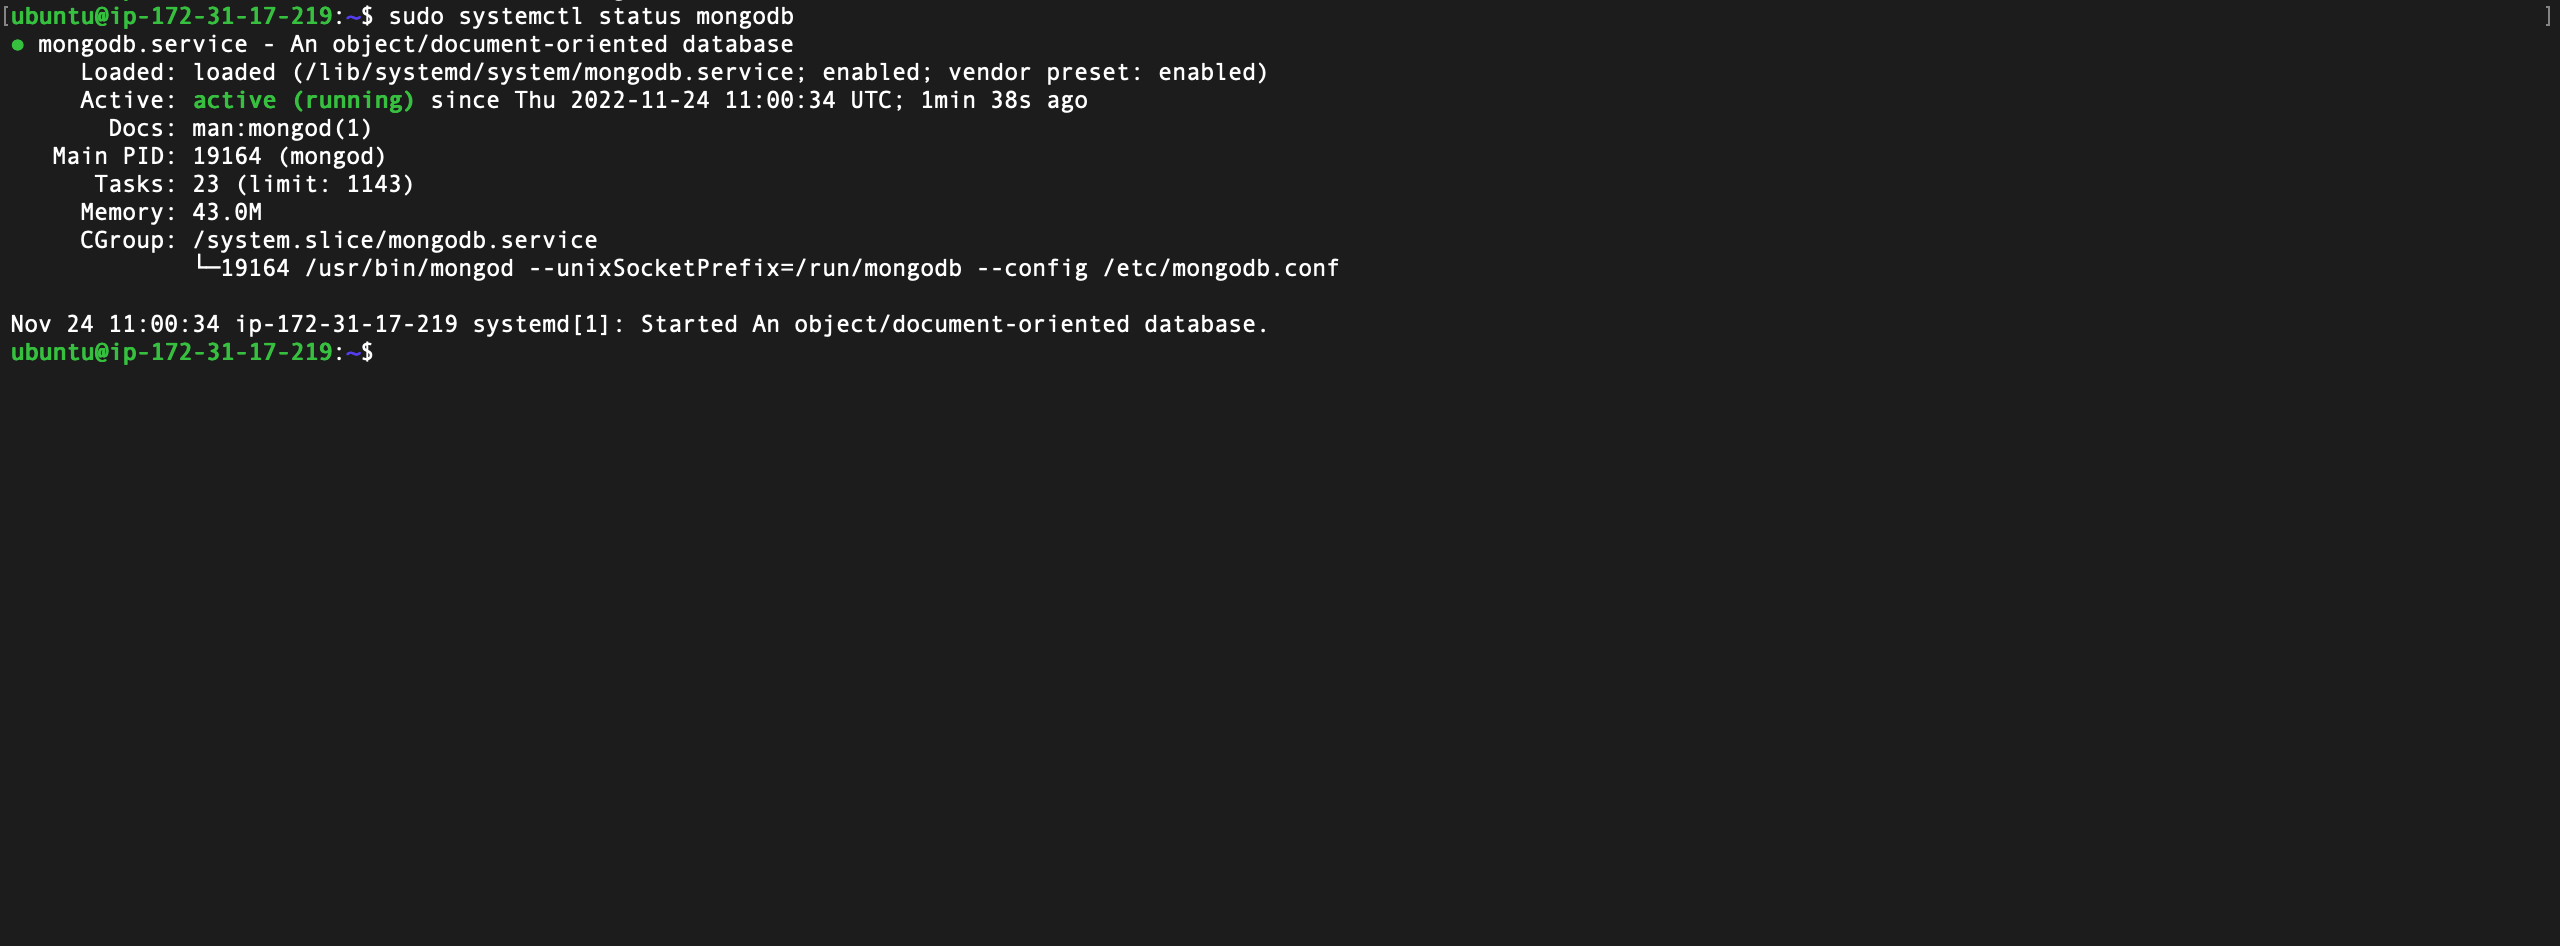 [ubuntu@ip-172-31-17-219:~$ sudo systemctl status mongodb ]
● mongodb.service - An object/document-oriented database
Loaded: loaded (/lib/systemd/system/mongodb.service; enabled; vendor preset: enabled)
Active: active (running) since Thu 2022-11-24 11:00:34 UTC; 1min 38s ago
Docs: man:mongod(1)
Main PID: 19164 (mongod)
Tasks: 23 (limit: 1143)
Memory: 43.0M
CGroup: /system.slice/mongodb.service
└─19164 /usr/bin/mongod --unixSocketPrefix=/run/mongodb --config /etc/mongodb.conf
Nov 24 11:00:34 ip-172-31-17-219 systemd[1]: Started An object/document-oriented database.
ubuntu@ip-172-31-17-219:~$